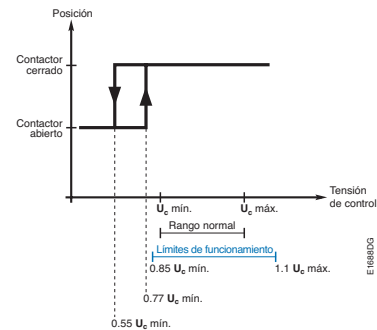 Posición
Contactor
cerrado
Contactor
abierto
Tensión
de control
Uc mín.
Uc máx.
Rango normal
Límites de funcionamiento
0.85 Uc mín.
1.1 Uc máx.
0.77 Uc mín.
0.55 Uc mín.
E1688DG